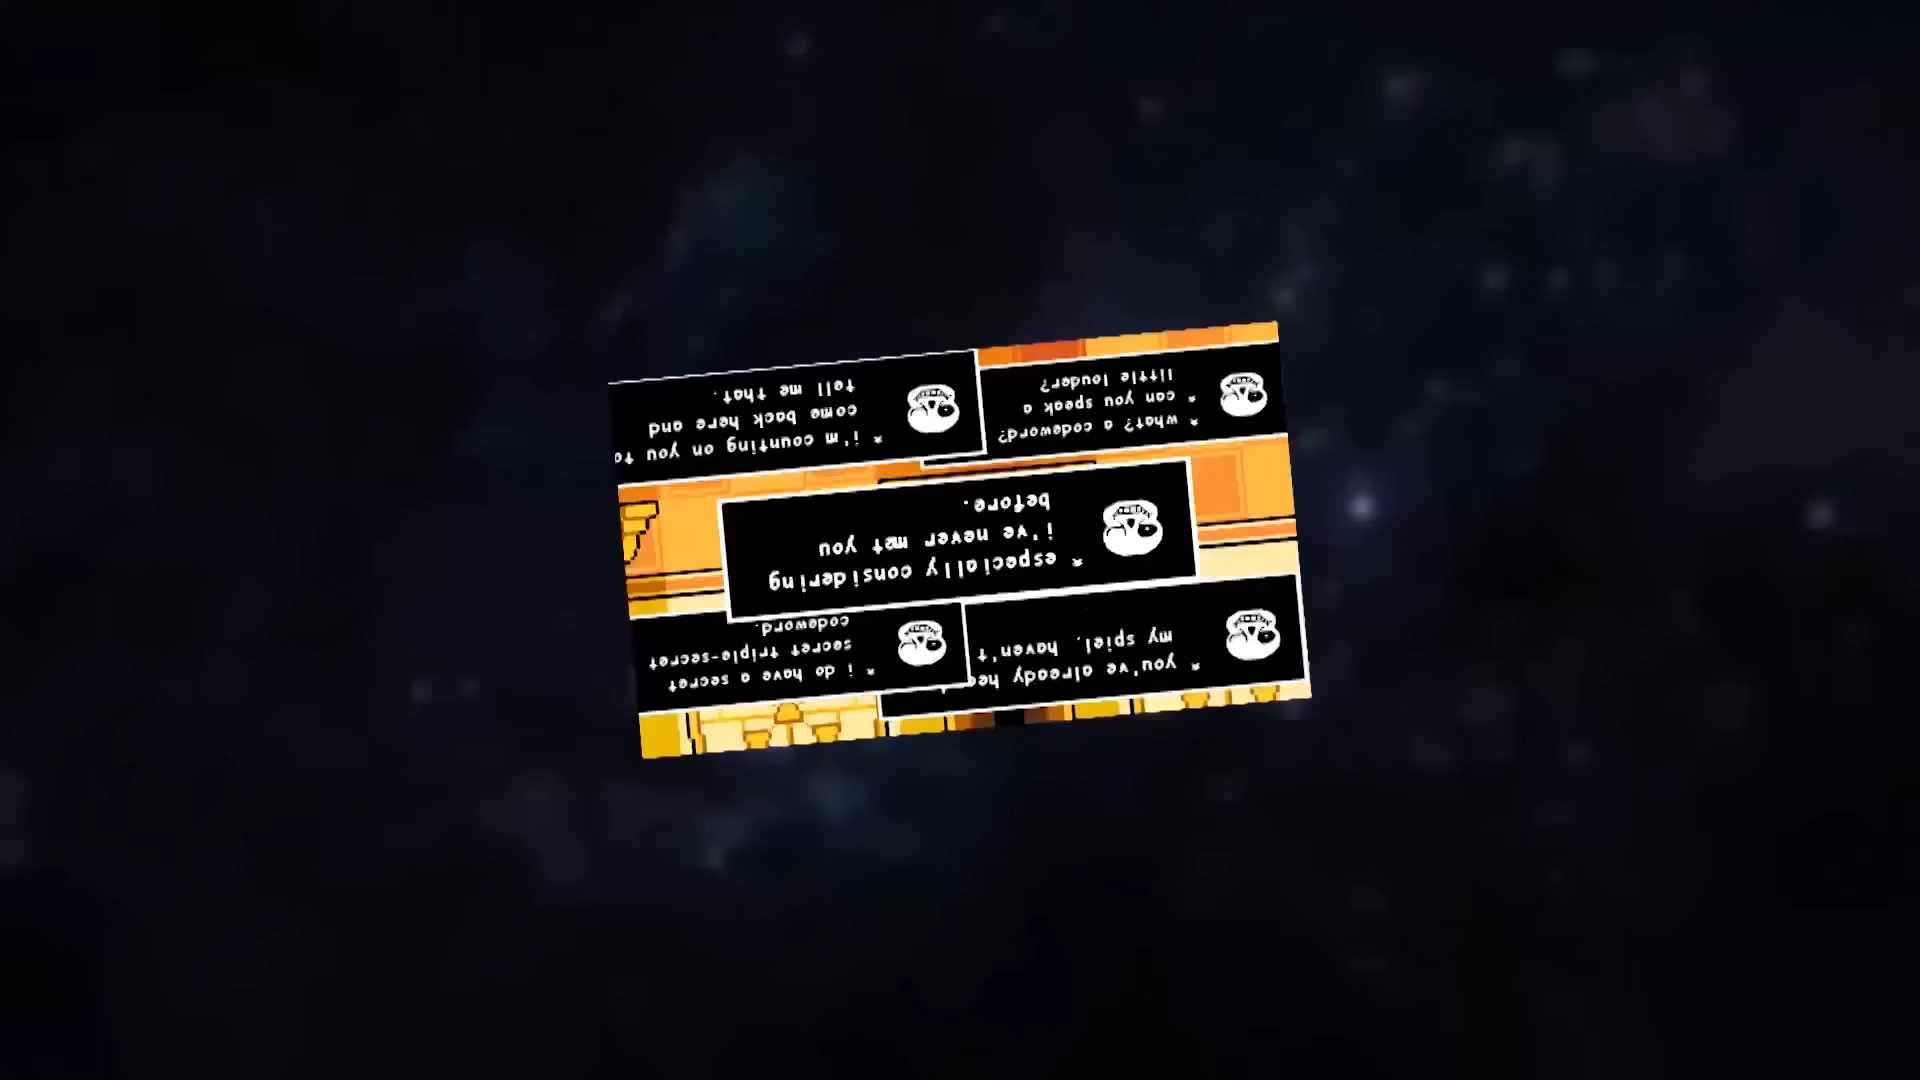 * you've already hea
my spiel, haven't
* i do have a secret
secret triple-secret
codeword.
* especially considering
i've never met you
before.
* what? a codeword?
* can you speak a
little louder?
* i'm counting on you to
come back here and
tell me that.